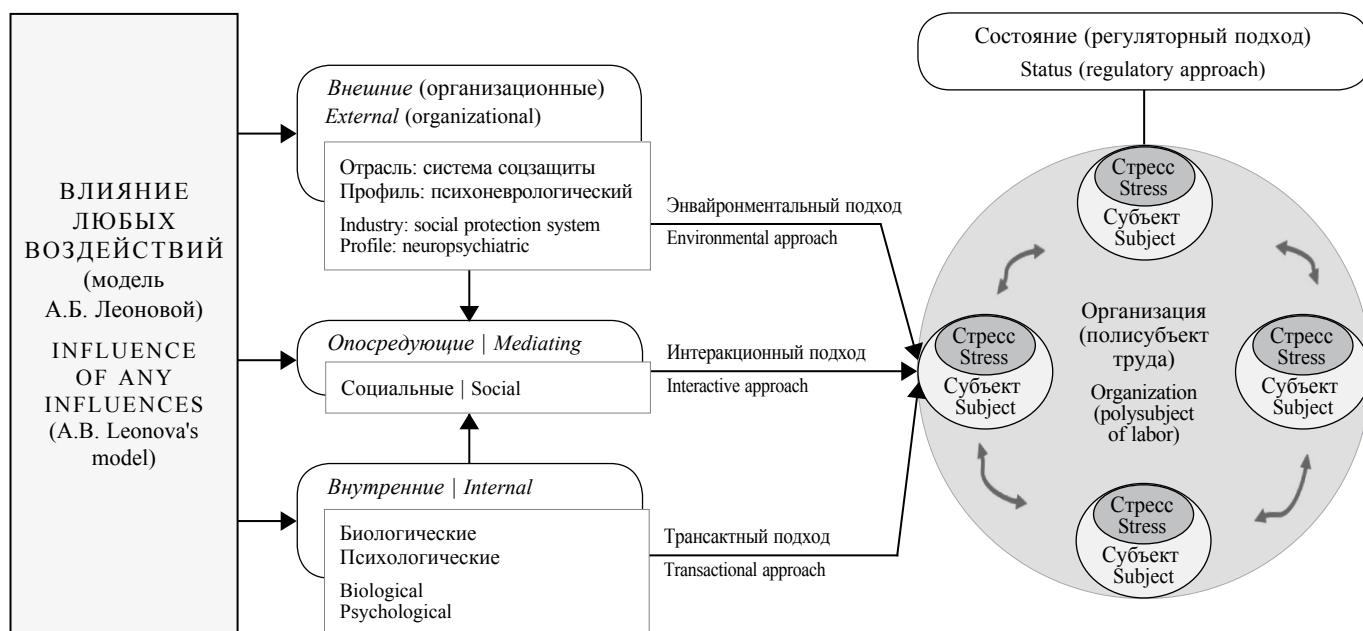 ВЛИЯНИЕ
ЛЮБЫХ
ВОЗДЕЙСТВИЙ
(модель
А.Б. Леоновой)
INFLUENCE
OF ANY
INFLUENCES
(A.B. Leonova's
model)
Внешние (организационные)
External (organizational)
Отрасль: система соцзащиты
Профиль: психоневрологический
Industry: social protection system
Profile: neuropsychiatric
Опосредующие | Mediating
Социальные | Social
Внутренние | Internal
Биологические
Психологические
Biological
Psychological
Энвайронментальный подход
Environmental approach
Интеракционный подход
Interactive approach
Трансактный подход
Transactional approach
Состояние (регуляторный подход)
Status (regulatory approach)
Стресс
Stress
Субъект
Subject
Стресс
Stress
Субъект
Subject
Организация
(полисубъект
труда)
Organization
(polysubject
of labor)
Стресс
Stress
Субъект
Subject
Стресс
Stress
Субъект
Subject